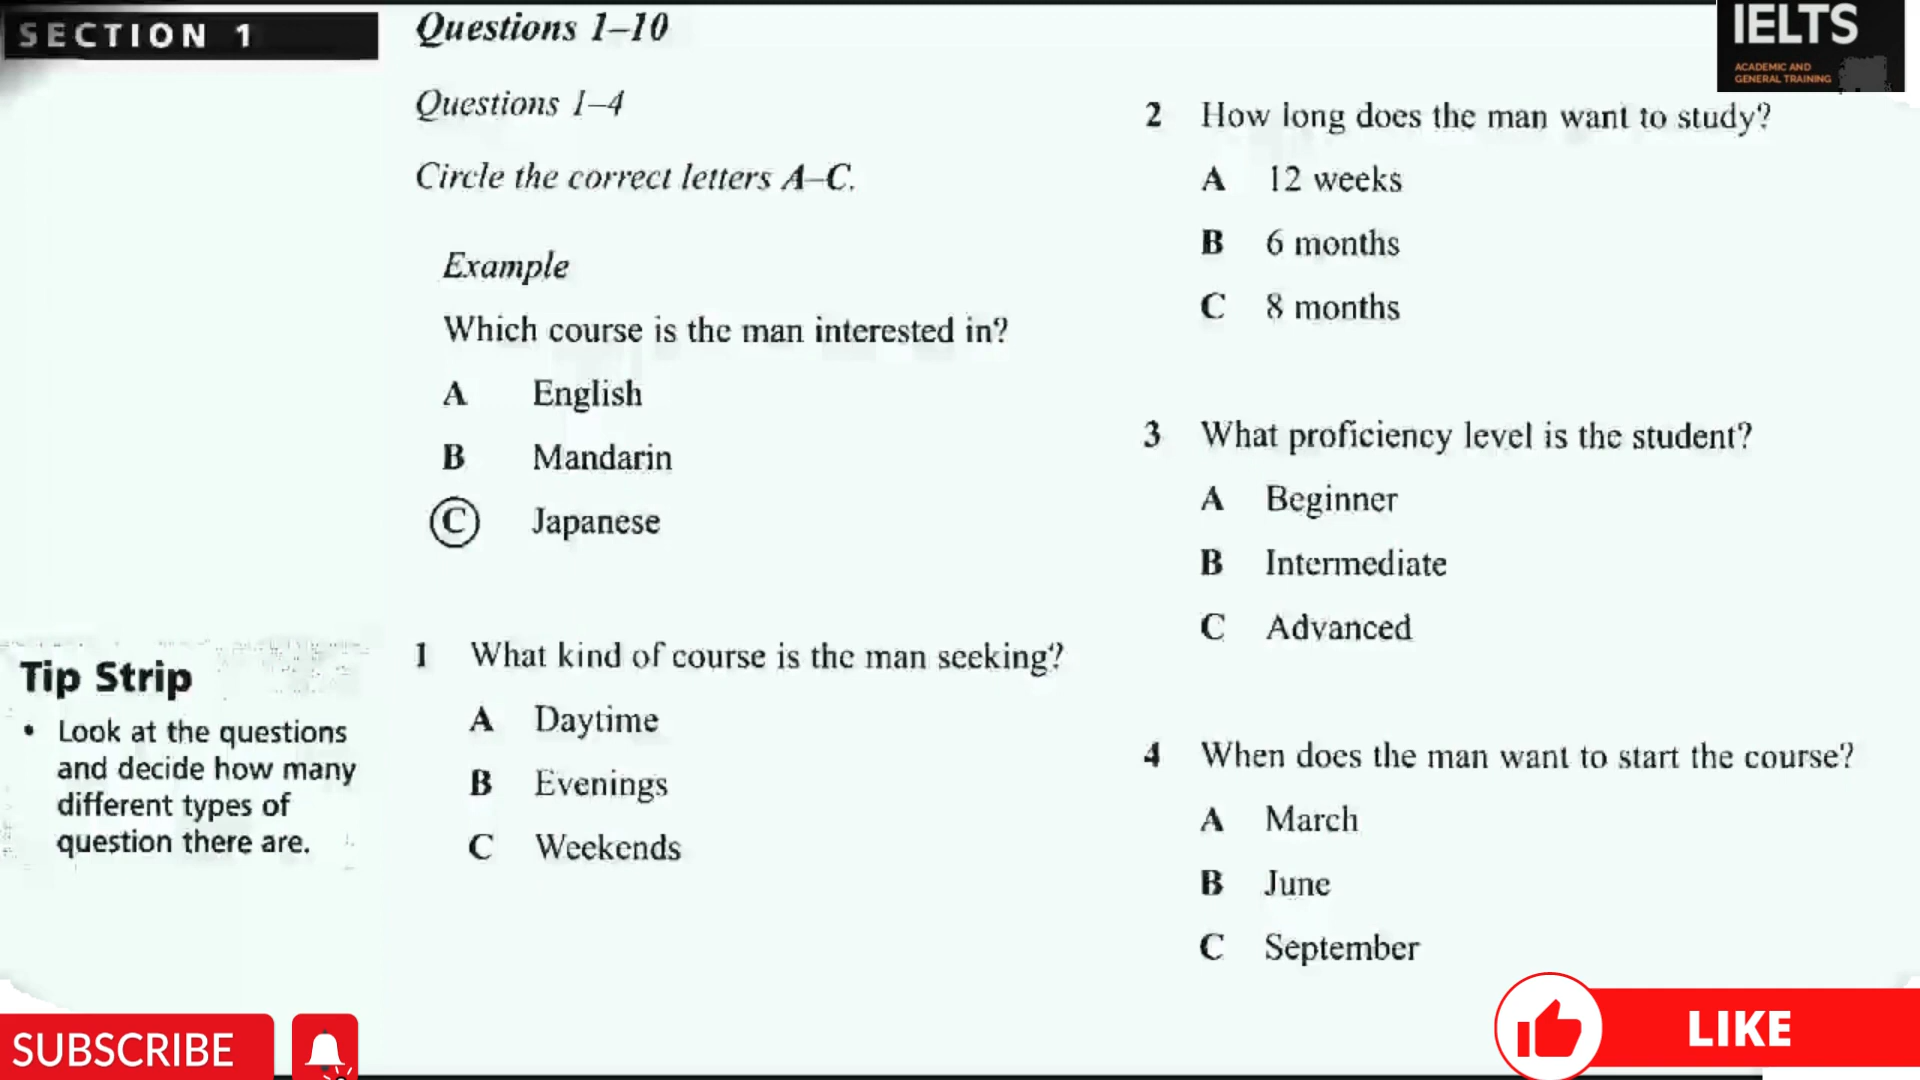 SECTION 1
Questions 1–10
Questions 1–4
Circle the correct letters A–C.
Example
Which course is the man interested in?
A English
B Mandarin
C Japanese
1 What kind of course is the man seeking?
A Daytime
B Evenings
C Weekends
Tip Strip
• Look at the questions
and decide how many
different types of
question there are.
IELTS
ACADEMIC AND
GENERAL TRAINING
2 How long does the man want to study?
A 12 weeks
B 6 months
C 8 months
3 What proficiency level is the student?
A Beginner
B Intermediate
C Advanced
4 When does the man want to start the course?
A March
B June
C September
SUBSCRIBE
LIKE